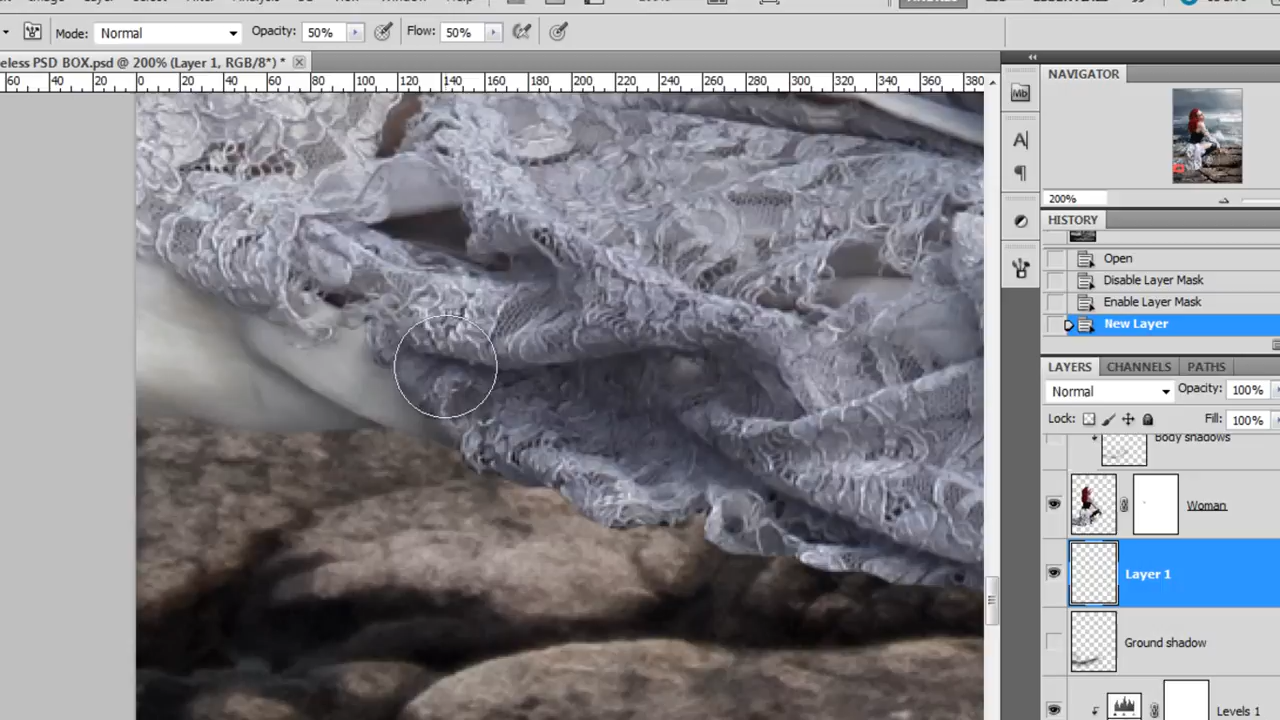 Mode: Normal Opacity: 50% Flow: 50%
eless PSD BOX.psd @ 200% (Layer 1, RGB/8*) *
60 40 20 0 20 40 60 80 100 120 140 160 180 200 220 240 260 280 300 320 340 360 380
NAVIGATOR
Mb
A
200%
HISTORY
Open
Disable Layer Mask
Enable Layer Mask
New Layer
LAYERS CHANNELS PATHS
Normal Opacity: 100%
Lock: Fill: 100%
Body shadows
Woman
Layer 1
Ground shadow
Levels 1